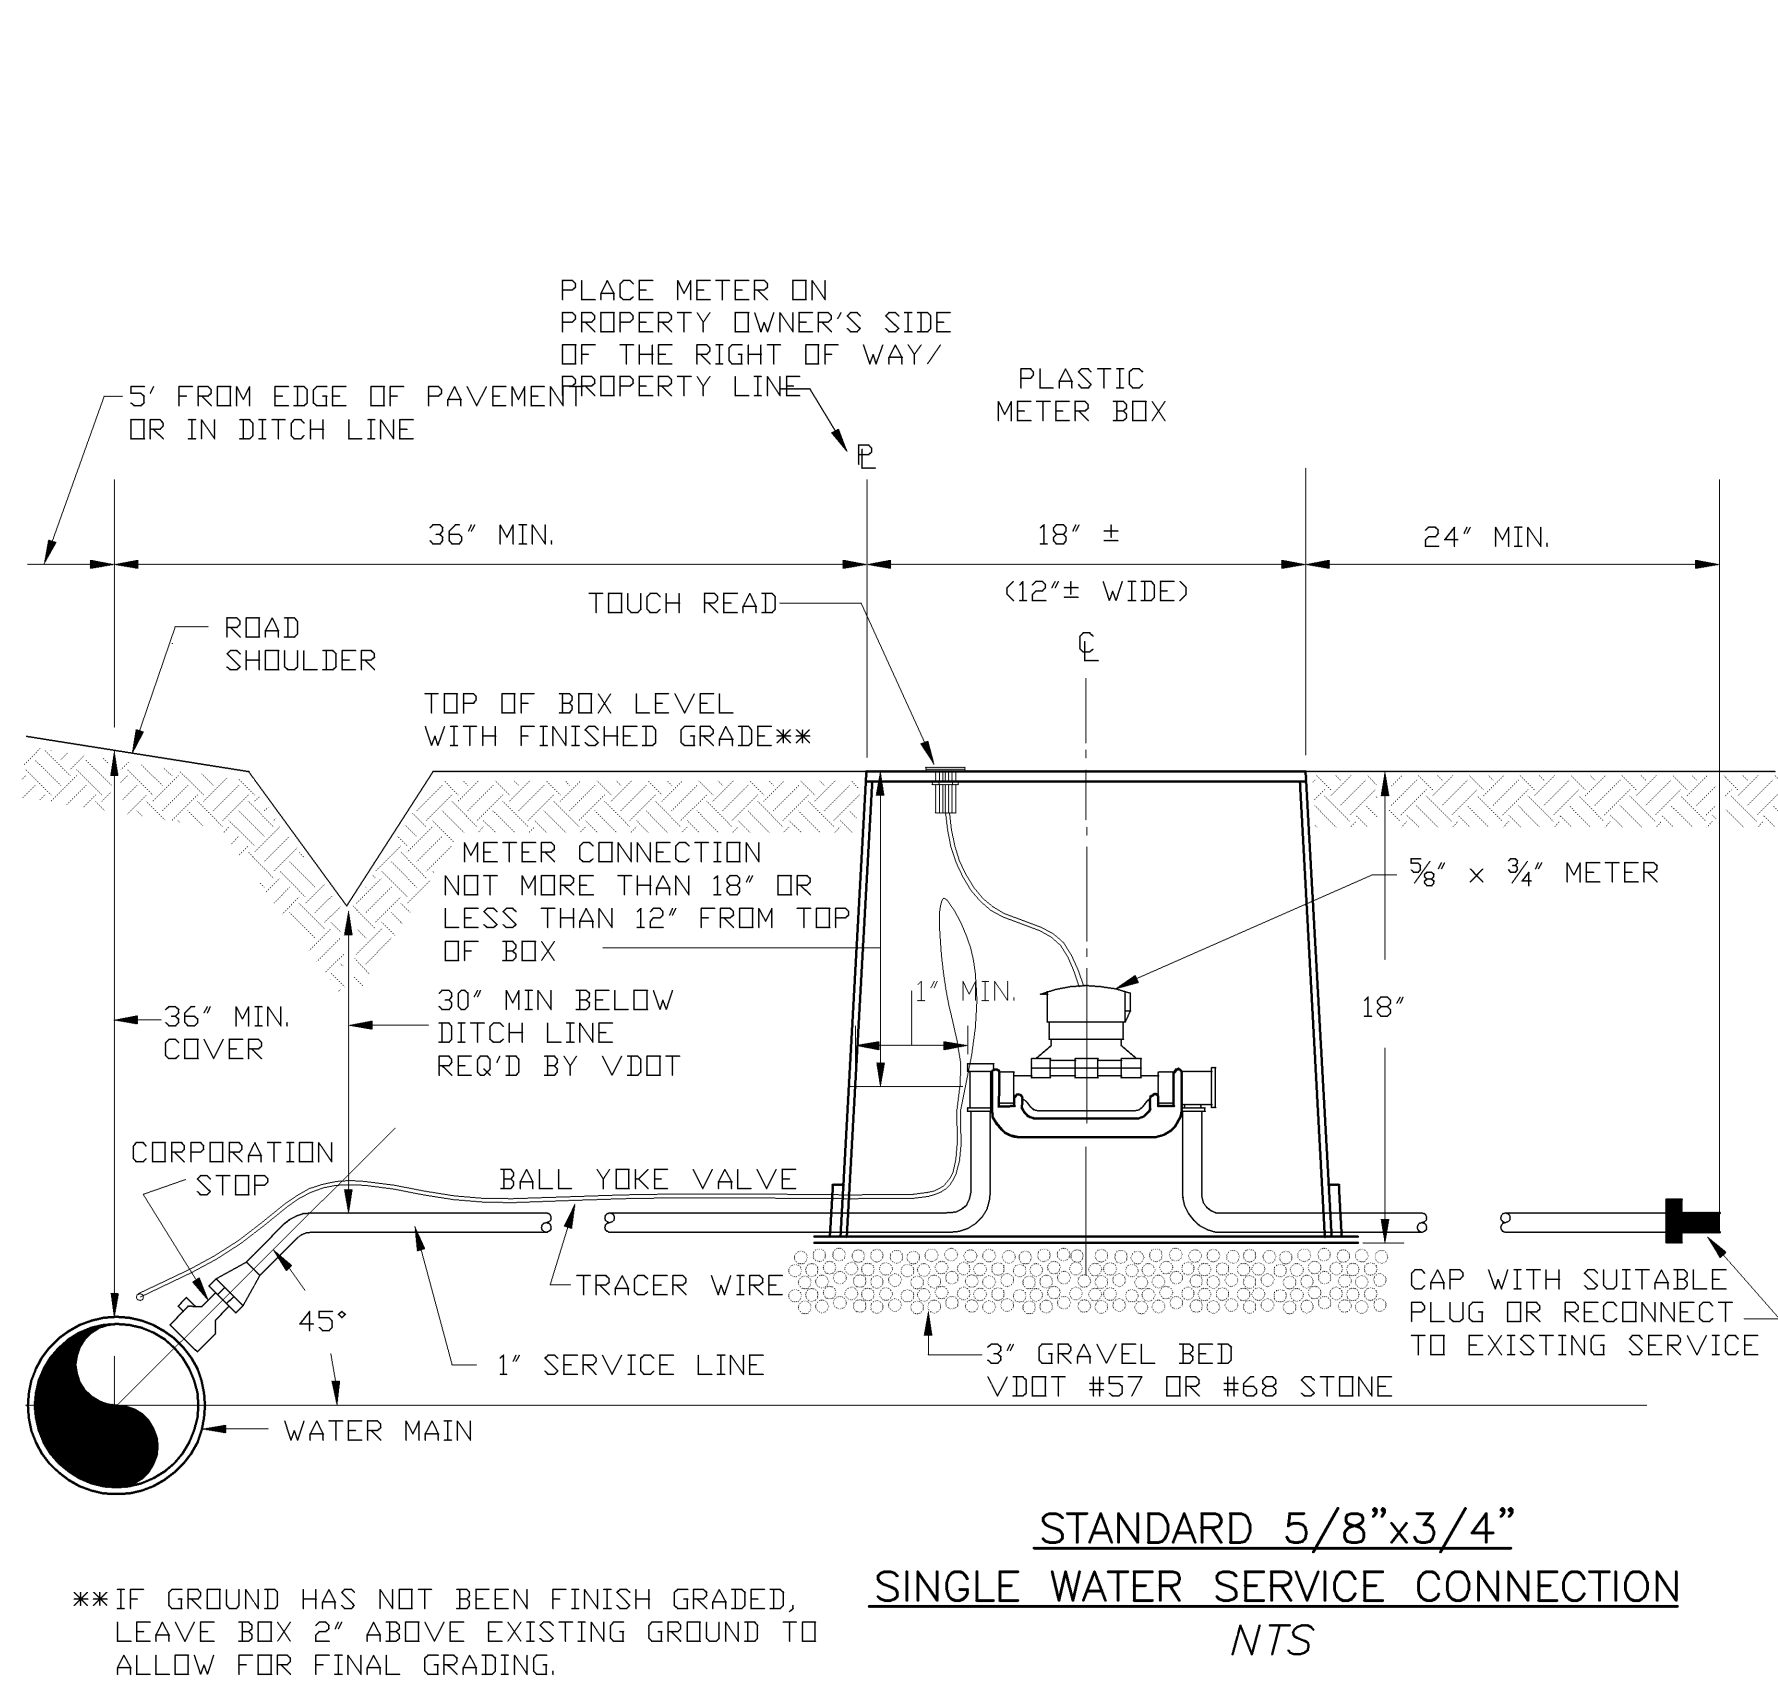 PLACE METER ON
PROPERTY OWNER'S SIDE
OF THE RIGHT OF WAY/
PROPERTY LINE
5' FROM EDGE OF PAVEMENT
OR IN DITCH LINE
PLASTIC
METER BOX
PL
36" MIN.
18" ±
24" MIN.
(12"± WIDE)
TOUCH READ
ROAD
SHOULDER
CL
TOP OF BOX LEVEL
WITH FINISHED GRADE**
METER CONNECTION
NOT MORE THAN 18" OR
LESS THAN 12" FROM TOP
OF BOX
5/8" x 3/4" METER
1" MIN.
18"
30" MIN BELOW
DITCH LINE
REQ'D BY VDOT
36" MIN.
COVER
CORPORATION
STOP
BALL YOKE VALVE
TRACER WIRE
CAP WITH SUITABLE
PLUG OR RECONNECT
TO EXISTING SERVICE
45°
1" SERVICE LINE
3" GRAVEL BED
VDOT #57 OR #68 STONE
WATER MAIN
STANDARD 5/8"x3/4"
SINGLE WATER SERVICE CONNECTION
NTS
**IF GROUND HAS NOT BEEN FINISH GRADED,
LEAVE BOX 2" ABOVE EXISTING GROUND TO
ALLOW FOR FINAL GRADING.